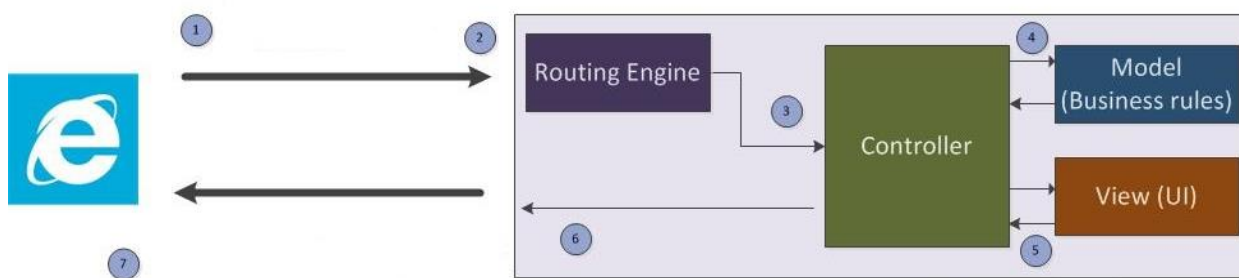 1
2
Routing Engine
3
Controller
4
Model
(Business rules)
View (UI)
5
6
7